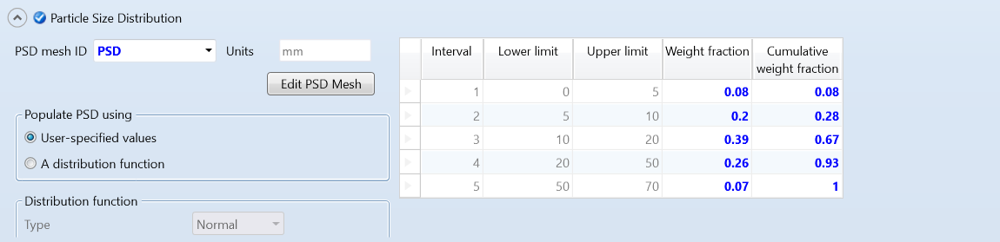 Particle Size Distribution
PSD mesh ID PSD Units mm
Edit PSD Mesh
Populate PSD using
User-specified values
A distribution function
Distribution function
Type Normal
Interval Lower limit Upper limit Weight fraction Cumulative weight fraction
1 0 5 0.08 0.08
2 5 10 0.2 0.28
3 10 20 0.39 0.67
4 20 50 0.26 0.93
5 50 70 0.07 1